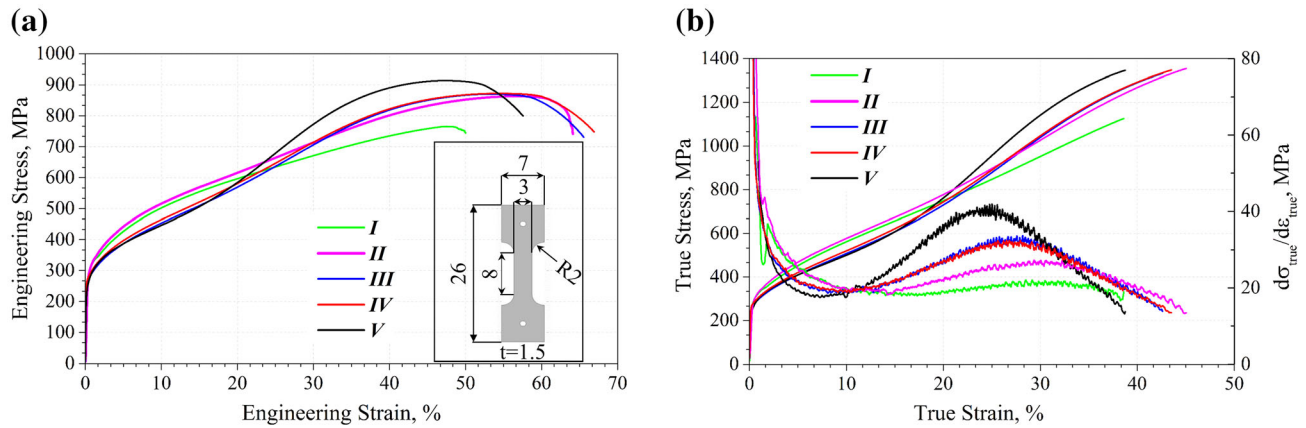 (a)
1000
900
800
700
600
500
400
300
200
100
0
0 10 20 30 40 50 60 70
Engineering Stress, MPa
Engineering Strain, %
I
II
III
IV
V
7
3
26
8
R2
t=1.5
(b)
1400
1200
1000
800
600
400
200
0
0 10 20 30 40 50
80
60
40
20
0
True Stress, MPa
True Strain, %
dσtrue/dεtrue, MPa
I
II
III
IV
V